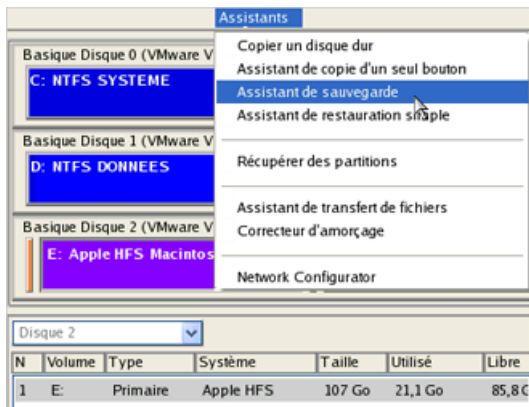 Assistants
Copier un disque dur
Assistant de copie d'un seul bouton
Assistant de sauvegarde
Assistant de restauration simple
Récupérer des partitions
Assistant de transfert de fichiers
Correcteur d'amorçage
Network Configurator
Basique Disque 0 (VMware V
C: NTFS SYSTEME
Basique Disque 1 (VMware V
D: NTFS DONNEES
Basique Disque 2 (VMware V
E: Apple HFS Macintos
Disque 2
N Volume Type Système Taille Utilisé Libre
1 E: Primaire Apple HFS 107 Go 21,1 Go 85,8 G